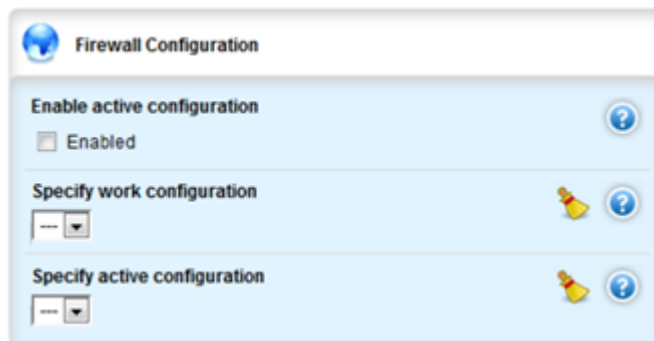 Firewall Configuration
Enable active configuration
Enabled
Specify work configuration
---
Specify active configuration
---